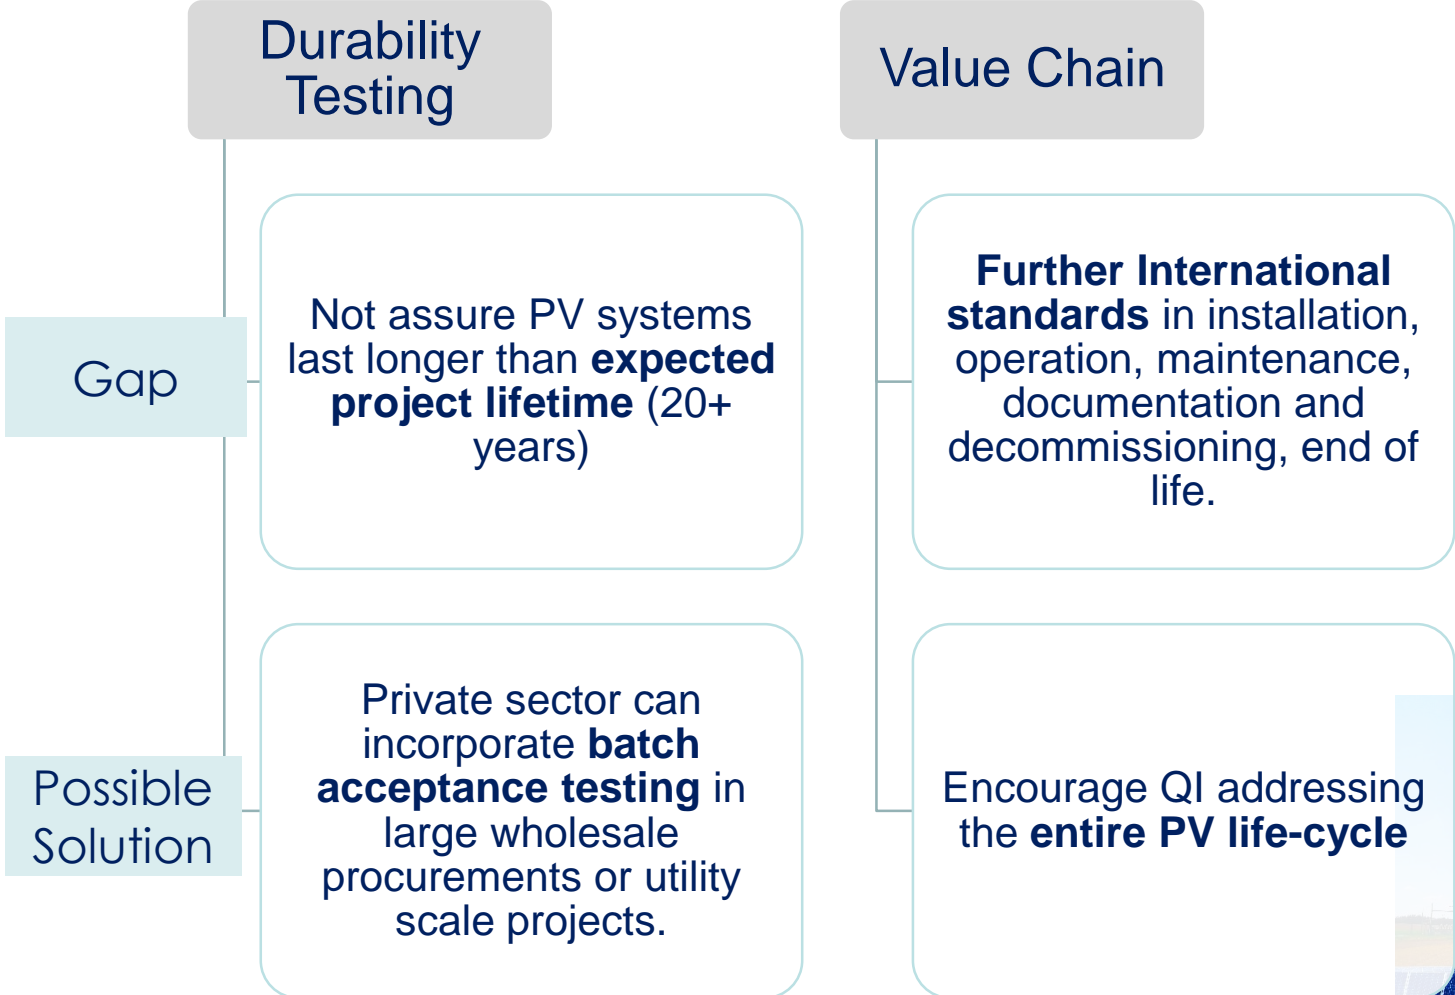 Durability
Testing
Value Chain
Gap
Not assure PV systems
last longer than expected
project lifetime (20+
years)
Further International
standards in installation,
operation, maintenance,
documentation and
decommissioning, end of
life.
Possible
Solution
Private sector can
incorporate batch
acceptance testing in
large wholesale
procurements or utility
scale projects.
Encourage QI addressing
the entire PV life-cycle